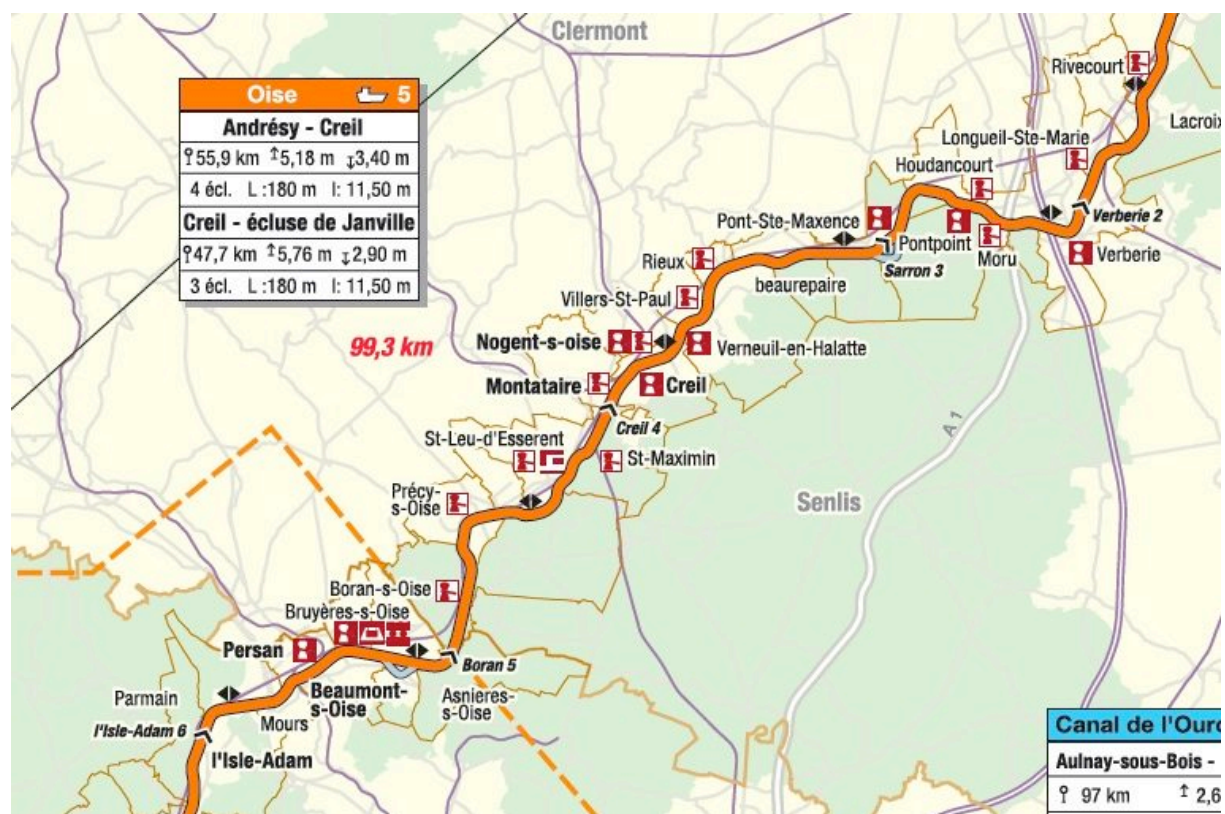 Clermont
Rivecourt
Lacroix
Oise 5
Andrésy - Creil
55,9 km 5,18 m 3,40 m
4 écl. L :180 m l: 11,50 m
Creil - écluse de Janville
47,7 km 5,76 m 2,90 m
3 écl. L :180 m l: 11,50 m
99,3 km
Longueil-Ste-Marie
Houdancourt
Verberie 2
Pont-Ste-Maxence
Pontpoint
Moru
Verberie
Sarron 3
Rieux
beaurepaire
Villers-St-Paul
Nogent-s-oise
Verneuil-en-Halatte
Montataire
Creil
Creil 4
A 1
St-Leu-d'Esserent
St-Maximin
Précy-
s-Oise
Senlis
Boran-s-Oise
Bruyères-s-Oise
Persan
Boran 5
Parmain
Beaumont-
s-Oise
Asnieres-
s-Oise
Mours
l'Isle-Adam 6
l'Isle-Adam
Canal de l'Ourc
Aulnay-sous-Bois -
97 km 2,6